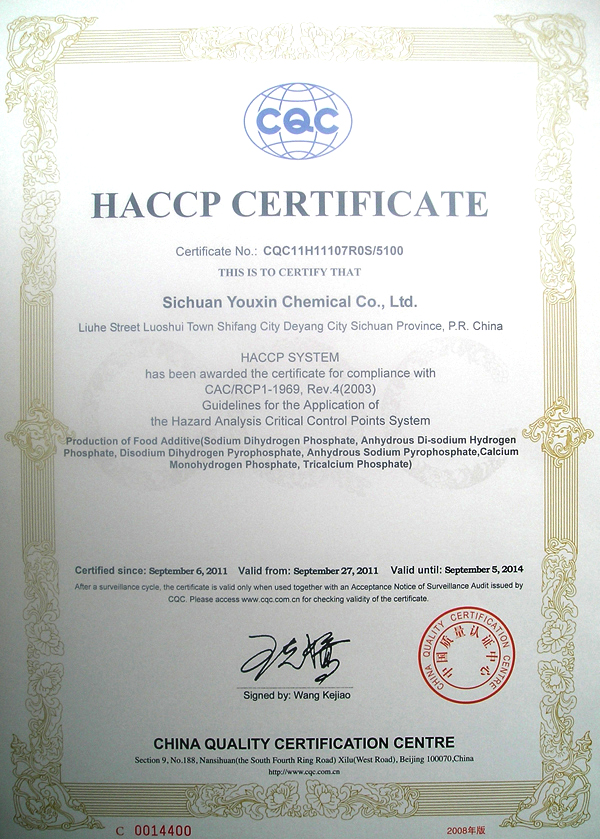 CQC
HACCP CERTIFICATE
Certificate No.: CQC11H11107R0S/5100
THIS IS TO CERTIFY THAT
Sichuan Youxin Chemical Co., Ltd.
Liuhe Street Luoshui Town Shifang City Deyang City Sichuan Province, P.R. China
HACCP SYSTEM
has been awarded the certificate for compliance with
CAC/RCP1-1969, Rev.4(2003)
Guidelines for the Application of
the Hazard Analysis Critical Control Points System
Production of Food Additive(Sodium Dihydrogen Phosphate, Anhydrous Di-sodium Hydrogen
Phosphate, Disodium Dihydrogen Pyrophosphate, Anhydrous Sodium Pyrophosphate,Calcium
Monohydrogen Phosphate, Tricalcium Phosphate)
Certified since: September 6, 2011 Valid from: September 27, 2011 Valid until: September 5, 2014
After a surveillance cycle, the certificate is valid only when used together with an Acceptance Notice of Surveillance Audit issued by
CQC. Please access www.cqc.com.cn for checking validity of the certificate.
CHINA QUALITY CERTIFICATION CENTRE
中国质量认证中心
Signed by: Wang Kejiao
CHINA QUALITY CERTIFICATION CENTRE
Section 9, No.188, Nansihuan(the South Fourth Ring Road) Xilu(West Road), Beijing 100070,China
http://www.cqc.com.cn
C 0014400
2008年版